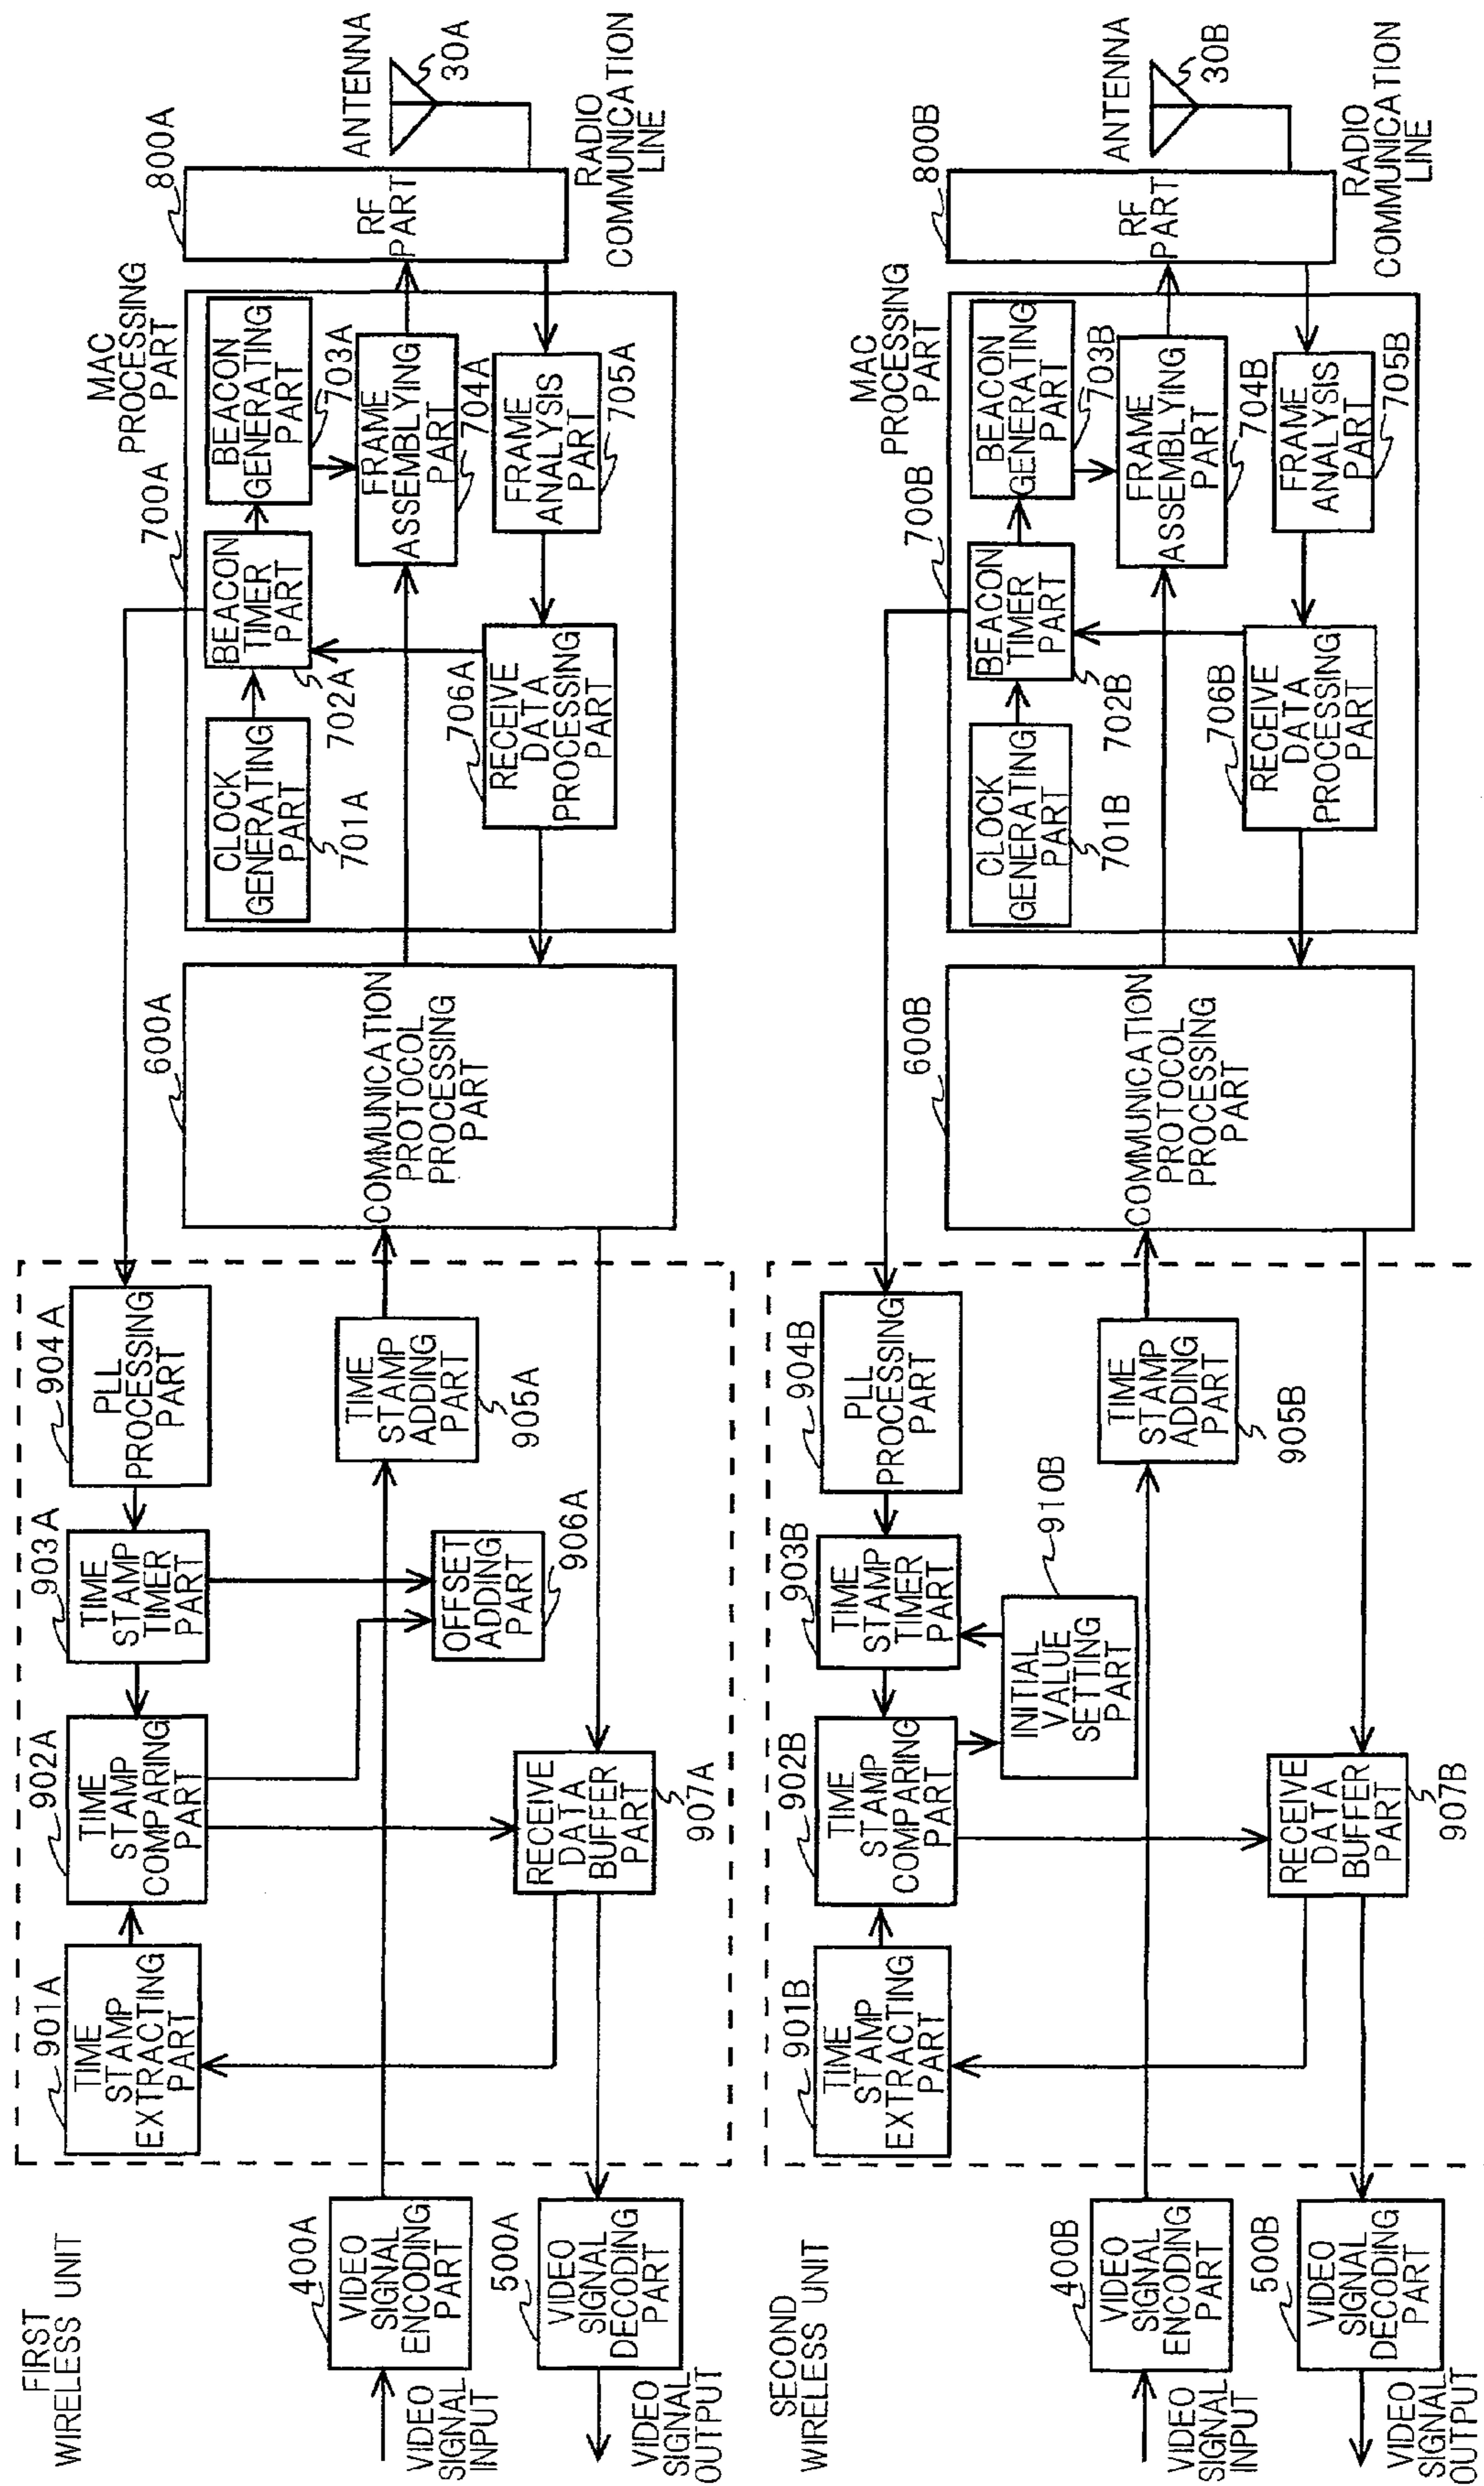 FIRST
WIRELESS UNIT
VIDEO
SIGNAL
INPUT
400A
VIDEO
SIGNAL
ENCODING
PART
VIDEO
SIGNAL
OUTPUT
500A
VIDEO
SIGNAL
DECODING
PART
901A
TIME
STAMP
EXTRACTING
PART
902A
TIME
STAMP
COMPARING
PART
903A
TIME
STAMP
TIMER
PART
904A
PLL
PROCESSING
PART
TIME
STAMP
ADDING
PART
905A
OFFSET
ADDING
PART
906A
RECEIVE
DATA
BUFFER
PART
907A
600A
COMMUNICATION
PROTOCOL
PROCESSING
PART
700A
MAC
PROCESSING
PART
CLOCK
GENERATING
PART
701A
BEACON
TIMER
PART
702A
BEACON
GENERATING
PART
703A
FRAME
ASSEMBLYING
PART
704A
FRAME
ANALYSIS
PART
705A
706A
RECEIVE
DATA
PROCESSING
PART
800A
RF
PART
ANTENNA
30A
RADIO
COMMUNICATION
LINE
SECOND
WIRELESS UNIT
VIDEO
SIGNAL
INPUT
400B
VIDEO
SIGNAL
ENCODING
PART
VIDEO
SIGNAL
OUTPUT
500B
VIDEO
SIGNAL
DECODING
PART
901B
TIME
STAMP
EXTRACTING
PART
902B
TIME
STAMP
COMPARING
PART
903B
TIME
STAMP
TIMER
PART
904B
PLL
PROCESSING
PART
INITIAL
VALUE
SETTING
PART
910B
TIME
STAMP
ADDING
PART
905B
RECEIVE
DATA
BUFFER
PART
907B
600B
COMMUNICATION
PROTOCOL
PROCESSING
PART
700B
MAC
PROCESSING
PART
CLOCK
GENERATING
PART
701B
BEACON
TIMER
PART
702B
BEACON
GENERATING
PART
703B
FRAME
ASSEMBLYING
PART
704B
FRAME
ANALYSIS
PART
705B
706B
RECEIVE
DATA
PROCESSING
PART
800B
RF
PART
ANTENNA
30B
RADIO
COMMUNICATION
LINE